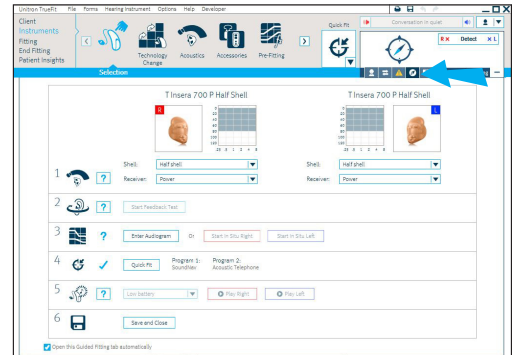 Unitron TrueFit File Forms Hearing Instrument Options Help Developer
Client
Instruments
Fitting
End Fitting
Patient Insights
Technology Change
Acoustics
Accessories
Pre-Fitting
Quick Fit
Conversation in quiet
R X Detect X L
Selection
T Insera 700 P Half Shell
T Insera 700 P Half Shell
R
L
Shell: Half shell
Receiver: Power
Shell: Half shell
Receiver: Power
1 ?
2 ? Start Feedback Test
3 ? Enter Audiogram Or Start In Situ Right Start In Situ Left
4 Quick Fit Program 1: SoundNav Program 2: Acoustic Telephone
5 ? Low battery Play Right Play Left
6 Save and Close
Open this Guided Fitting tab automatically